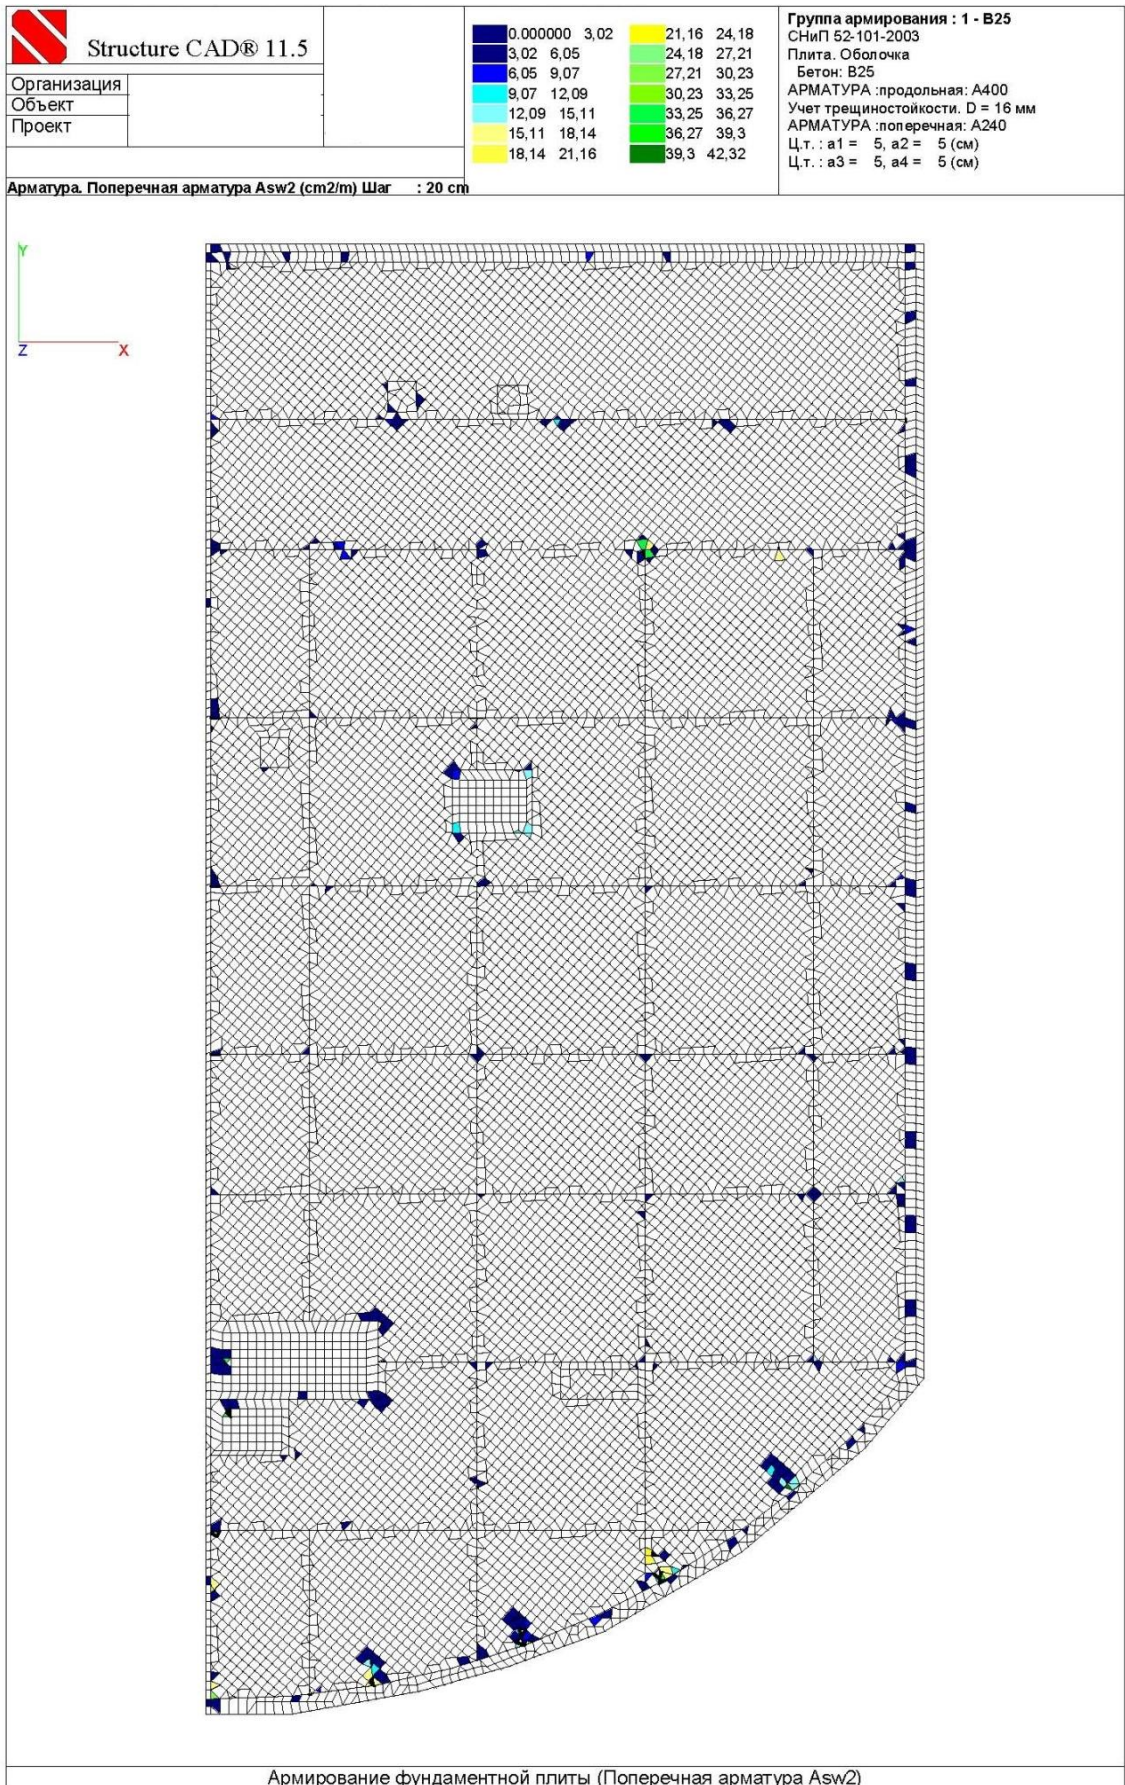 Structure CAD® 11.5
Организация
Объект
Проект
Арматура. Поперечная арматура Asw2 (cm2/m) Шаг : 20 cm
0.000000 3,02
3,02 6,05
6,05 9,07
9,07 12,09
12,09 15,11
15,11 18,14
18,14 21,16
21,16 24,18
24,18 27,21
27,21 30,23
30,23 33,25
33,25 36,27
36,27 39,3
39,3 42,32
Группа армирования : 1 - B25
СНиП 52-101-2003
Плита. Оболочка
Бетон: B25
АРМАТУРА :продольная: A400
Учет трещиностойкости. D = 16 мм
АРМАТУРА :поперечная: A240
Ц.т. : a1 = 5, a2 = 5 (см)
Ц.т. : a3 = 5, a4 = 5 (см)
Y
Z X
Армирование фундаментной плиты (Поперечная арматура Asw2)